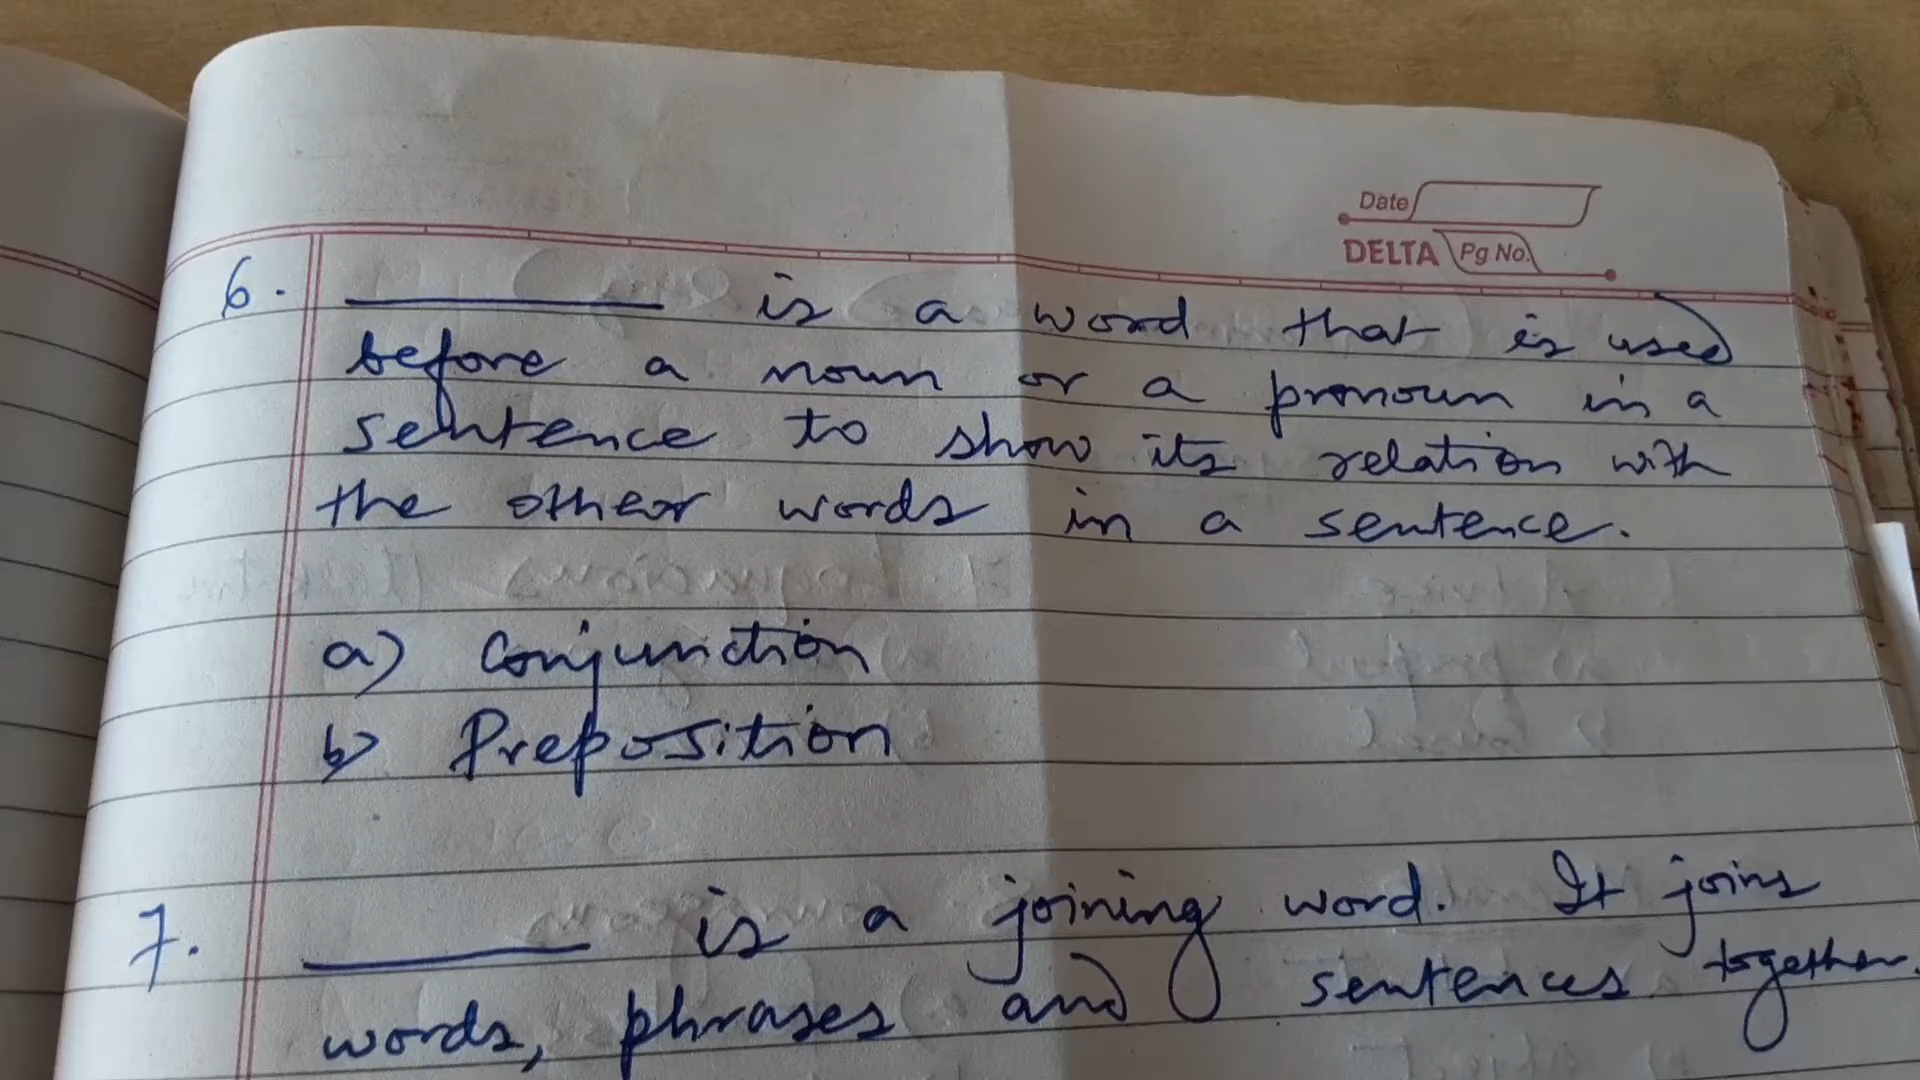 Date
DELTA Pg No.
6. ________ is a word that is used
before a noun or a pronoun in a
sentence to show its relation with
the other words in a sentence.
a) Conjunction
b) Preposition
7. ________ is a joining word. It joins
words, phrases and sentences together.